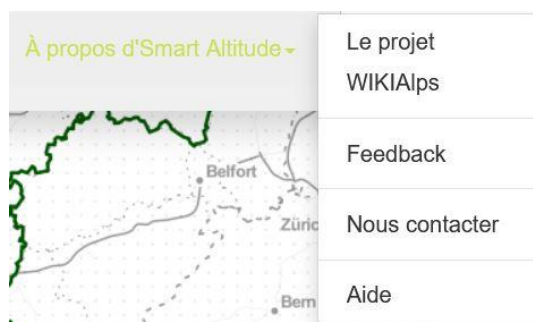 À propos d'Smart Altitude
Le projet
WIKIAlps
Feedback
Nous contacter
Aide
Belfort
Züric
Bern